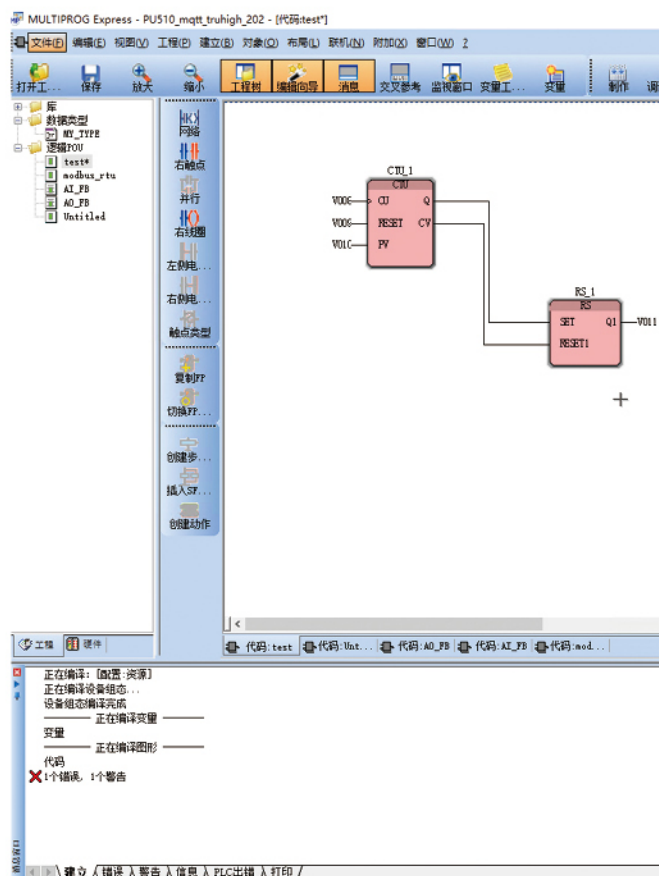 MULTIPROG Express - PU510_mqtt_truhigh_202 - [代码:test*]
文件(F) 编辑(E) 视图(V) 工程(P) 建立(B) 对象(O) 布局(L) 联机(N) 附加(X) 窗口(W) ?
打开工... 保存 放大 缩小 工程树 编辑向导 消息 交叉参考 监视窗口 变量工... 变量 制作 调
库
数据类型
MY_TYPE
逻辑POU
test*
modbus_rtu
AI_FB
AO_FB
Untitled
网络
右触点
并行
右线圈
左侧电...
右侧电...
触点类型
复制FP
切换FP...
创建步...
插入SF...
创建动作
CTU_1
CTU
V006 CU Q
V009 RESET CV
V010 PV
RS_1
RS
SET Q1 V011
RESET1
工程 硬件
代码:test 代码:Unt... 代码:AO_FB 代码:AI_FB 代码:mod...
正在编译: [配置:资源]
正在编译设备组态...
设备组态编译完成
正在编译变量
变量
正在编译图形
代码
1个错误, 1个警告
建立 错误 警告 信息 PLC出错 打印